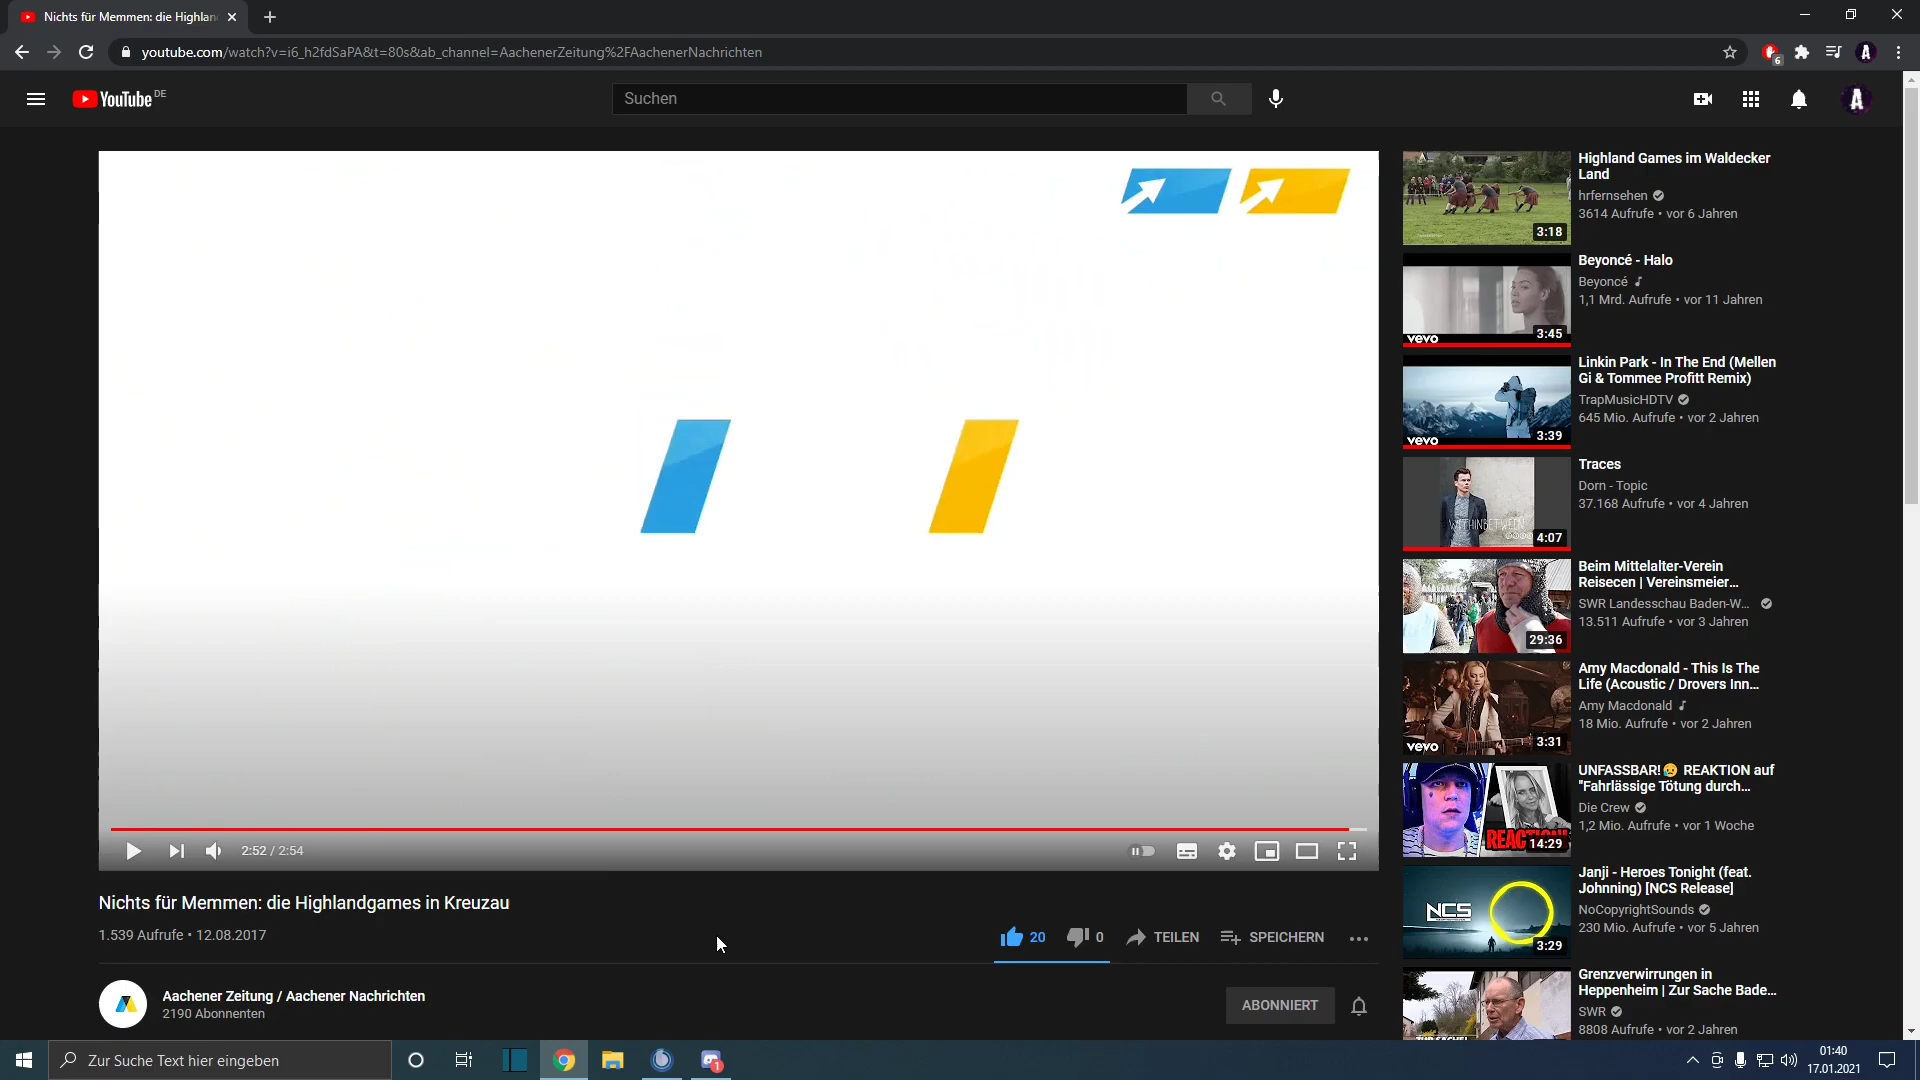 Nichts für Memmen: die Highlan
youtube.com/watch?v=i6_h2fdSaPA&t=80s&ab_channel=AachenerZeitung%2FAachenerNachrichten
6
YouTube DE
Suchen
A
2:52 / 2:54
Nichts für Memmen: die Highlandgames in Kreuzau
1.539 Aufrufe • 12.08.2017
20
0
TEILEN
SPEICHERN
Aachener Zeitung / Aachener Nachrichten
2190 Abonnenten
ABONNIERT
3:18
Highland Games im Waldecker
Land
hrfernsehen
3614 Aufrufe • vor 6 Jahren
vevo
3:45
Beyoncé - Halo
Beyoncé
1,1 Mrd. Aufrufe • vor 11 Jahren
vevo
3:39
Linkin Park - In The End (Mellen
Gi & Tommee Profitt Remix)
TrapMusicHDTV
645 Mio. Aufrufe • vor 2 Jahren
WITHINBETWEEN
4:07
Traces
Dorn - Topic
37.168 Aufrufe • vor 4 Jahren
29:36
Beim Mittelalter-Verein
Reisecen | Vereinsmeier...
SWR Landesschau Baden-W...
13.511 Aufrufe • vor 3 Jahren
vevo
3:31
Amy Macdonald - This Is The
Life (Acoustic / Drovers Inn...
Amy Macdonald
18 Mio. Aufrufe • vor 2 Jahren
REACTION!
14:29
UNFASSBAR!😥 REAKTION auf
"Fahrlässige Tötung durch...
Die Crew
1,2 Mio. Aufrufe • vor 1 Woche
NCS
3:29
Janji - Heroes Tonight (feat.
Johnning) [NCS Release]
NoCopyrightSounds
230 Mio. Aufrufe • vor 5 Jahren
Grenzverwirrungen in
Heppenheim | Zur Sache Bade...
SWR
8808 Aufrufe • vor 2 Jahren
Zur Suche Text hier eingeben
1
01:40
17.01.2021